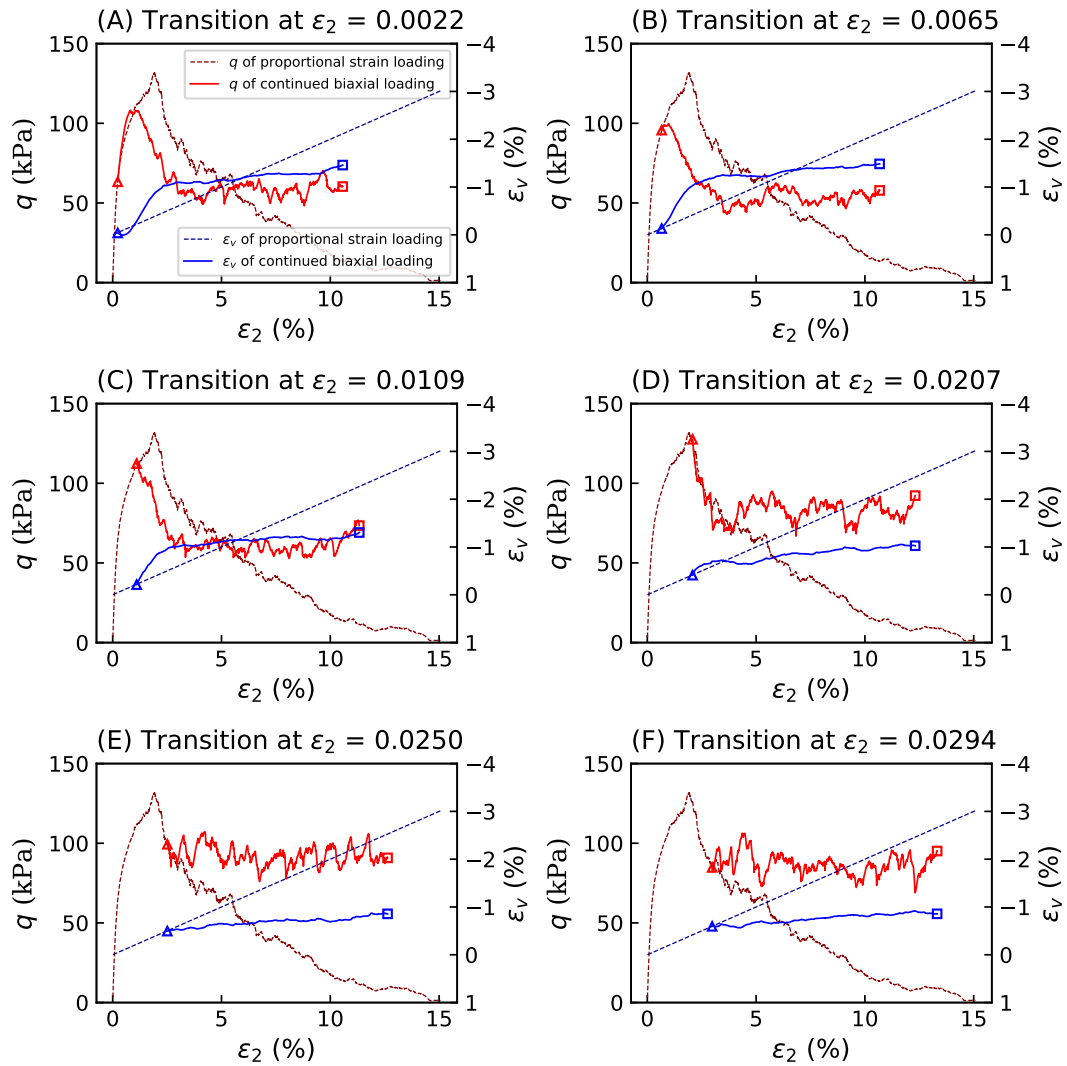 (A) Transition at ε₂ = 0.0022
(B) Transition at ε₂ = 0.0065
150
100
50
0
q (kPa)
q of proportional strain loading
q of continued biaxial loading
εᵥ of proportional strain loading
εᵥ of continued biaxial loading
−4
−3
−2
−1
0
1
εᵥ (%)
0 5 10 15
ε₂ (%)
150
100
50
0
q (kPa)
−4
−3
−2
−1
0
1
εᵥ (%)
0 5 10 15
ε₂ (%)
(C) Transition at ε₂ = 0.0109
(D) Transition at ε₂ = 0.0207
150
100
50
0
q (kPa)
−4
−3
−2
−1
0
1
εᵥ (%)
0 5 10 15
ε₂ (%)
150
100
50
0
q (kPa)
−4
−3
−2
−1
0
1
εᵥ (%)
0 5 10 15
ε₂ (%)
(E) Transition at ε₂ = 0.0250
(F) Transition at ε₂ = 0.0294
150
100
50
0
q (kPa)
−4
−3
−2
−1
0
1
εᵥ (%)
0 5 10 15
ε₂ (%)
150
100
50
0
q (kPa)
−4
−3
−2
−1
0
1
εᵥ (%)
0 5 10 15
ε₂ (%)